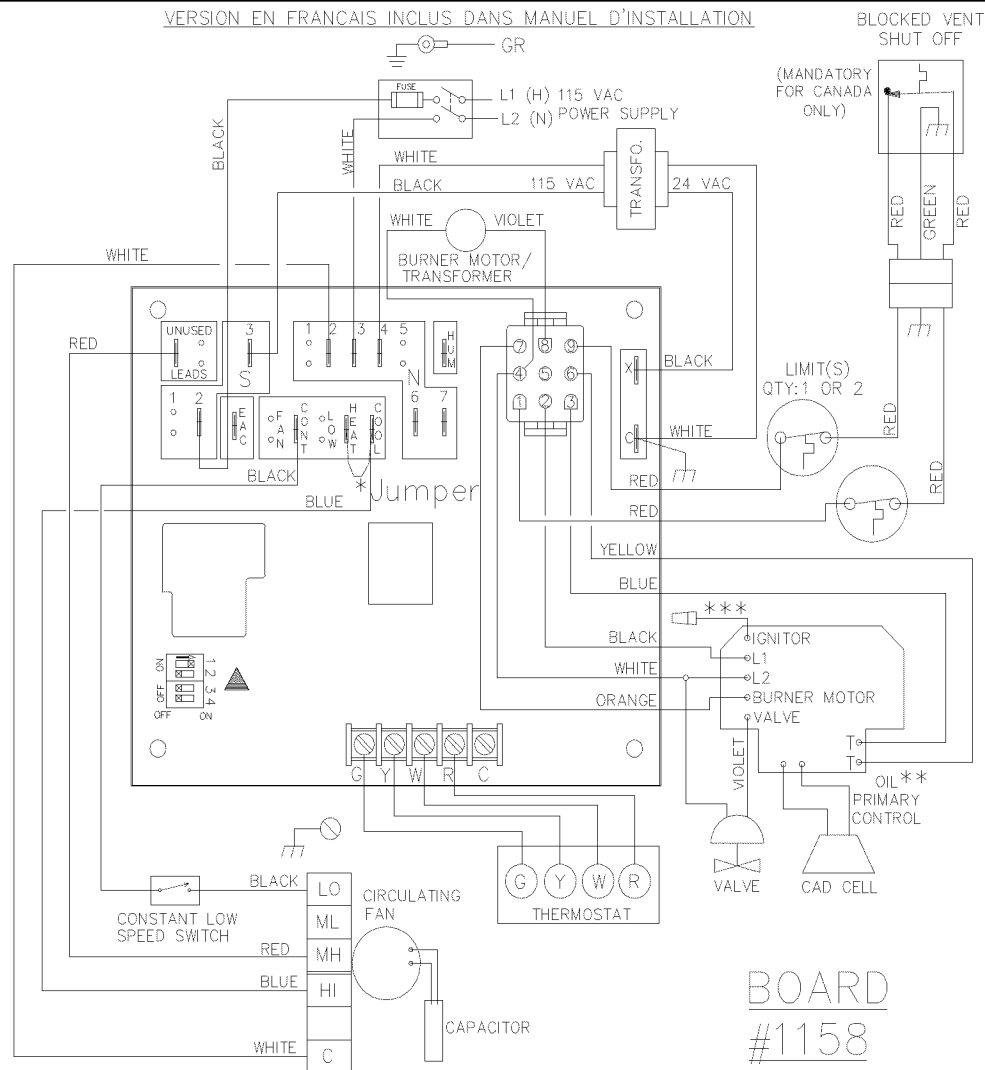 VERSION EN FRANCAIS INCLUS DANS MANUEL D'INSTALLATION
BLOCKED VENT
SHUT OFF
GR
(MANDATORY
FOR CANADA
ONLY)
FUSE
L1 (H) 115 VAC
L2 (N) POWER SUPPLY
BLACK
WHITE
WHITE
BLACK
115 VAC
TRANSFO.
24 VAC
RED
GREEN
RED
WHITE
VIOLET
BURNER MOTOR/
TRANSFORMER
WHITE
RED
UNUSED
LEADS
3
S
1
2
3
4
5
N
HUM
7
8
9
4
5
6
1
2
3
X
BLACK
C
WHITE
LIMIT(S)
QTY:1 OR 2
RED
RED
1
2
EAC
FAN
CONT
LOW
HEAT
COOL
6
7
BLACK
*Jumper
BLUE
RED
RED
YELLOW
BLUE
***
BLACK
IGNITOR
L1
WHITE
L2
ORANGE
BURNER MOTOR
VALVE
ON
OFF
1
2
3
4
OFF
ON
VIOLET
T
T
OIL**
PRIMARY
CONTROL
G
Y
W
R
C
VALVE
CAD CELL
G
Y
W
R
THERMOSTAT
BLACK
LO
CIRCULATING
FAN
CONSTANT LOW
SPEED SWITCH
ML
RED
MH
BLUE
HI
CAPACITOR
WHITE
C
BOARD
#1158